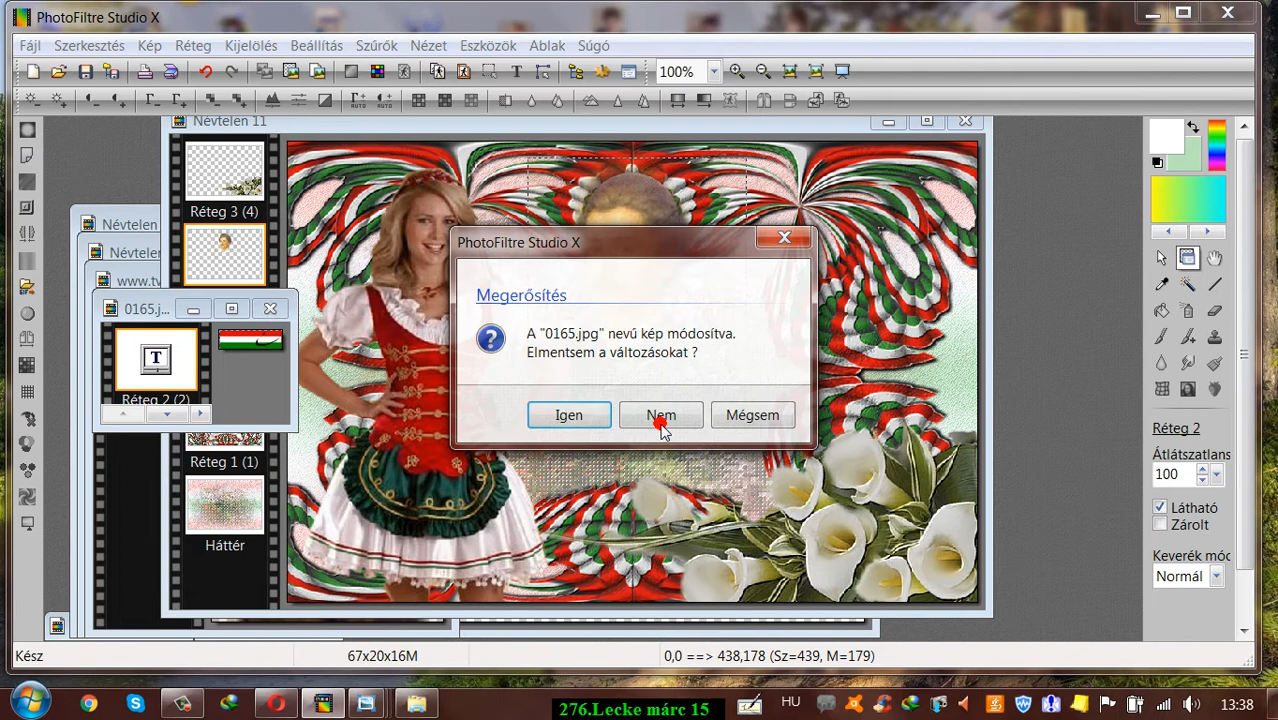 PhotoFiltre Studio X
Fájl Szerkesztés Kép Réteg Kijelölés Beállítás Szűrők Nézet Eszközök Ablak Súgó
100%
Névtelen 11
Réteg 3 (4)
Névtelen
Névtelen
www.tv
0165.j...
T
Réteg 2 (2)
Réteg 1 (1)
Háttér
PhotoFiltre Studio X
Megerősítés
A "0165.jpg" nevű kép módosítva.
Elmentsem a változásokat ?
Igen Nem Mégsem
Réteg 2
Átlátszatlans
100
Látható
Zárolt
Keverék móc
Normál
Kész 67x20x16M 0,0 ==> 438,178 (Sz=439, M=179)
276.Lecke márc 15
HU
13:38